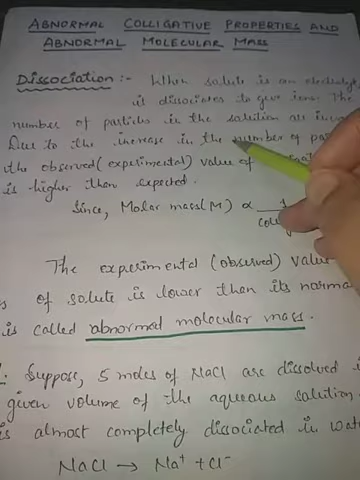 ABNORMAL COLLIGATIVE PROPERTIES AND
ABNORMAL MOLECULAR MASS
Dissociation :- When solute is an
it dissociates to give ions. The
number of particles in the solution are
Due to the increase in the number of
the observed (experimental) value of
is higher than expected.
Since, Molar mass (M) ∝ 1
The experimental (observed) value
of solute is lower than its
is called abnormal molecular mass.
Suppose, 5 moles of NaCl are dissolved
given volume of the aqueous solution
is almost completely dissociated in
NaCl → Na⁺ + Cl⁻